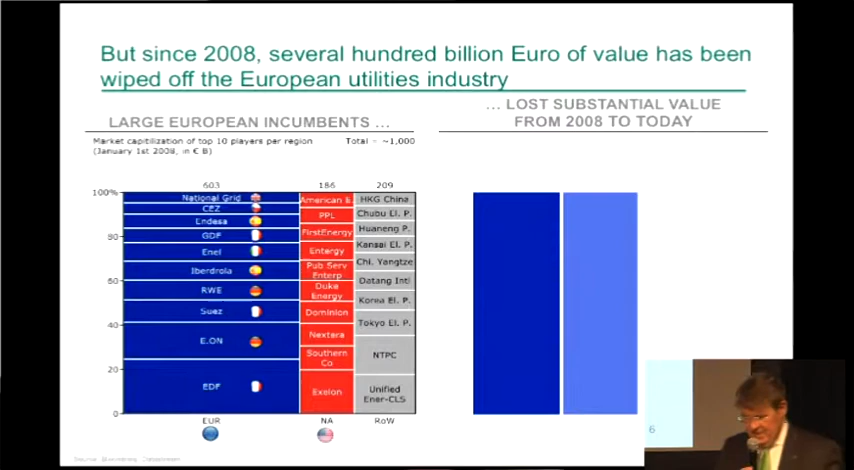 But since 2008, several hundred billion Euro of value has been
wiped off the European utilities industry
LARGE EUROPEAN INCUMBENTS ...
... LOST SUBSTANTIAL VALUE
FROM 2008 TO TODAY
Market capitilization of top 10 players per region
(January 1st 2008, in € B)
Total = ~1,000
603
186
209
100%
80
60
40
20
0
National Grid
CEZ
Endesa
GDF
Enel
Iberdrola
RWE
Suez
E.ON
EDF
American E.
PPL
FirstEnergy
Entergy
Pub Serv
Enterp
Duke
Energy
Dominion
Nextera
Southern
Co
Exelon
HKG China
Chubu El. P.
Huaneng P.
Kansai El. P.
Chi. Yangtze
Datang Intl
Korea El. P.
Tokyo El. P.
NTPC
Unified
Ener-CLS
EUR
NA
RoW
6